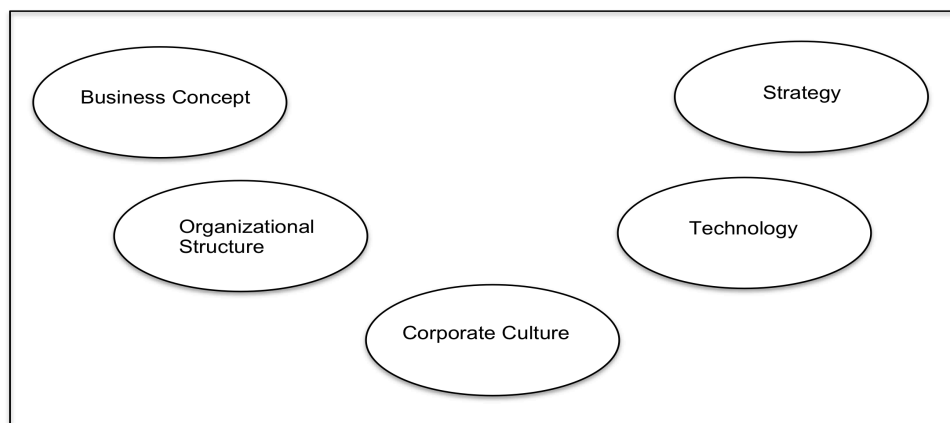 Business Concept
Strategy
Organizational
Structure
Technology
Corporate Culture